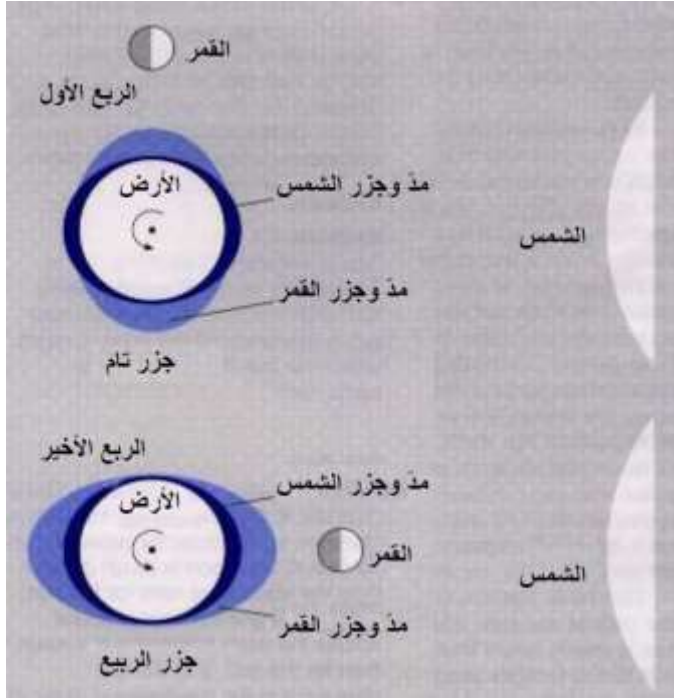 القمر
الربع الأول
الأرض
مدّ وجزر الشمس
الشمس
مدّ وجزر القمر
جزر تام
الربع الأخير
مدّ وجزر الشمس
الأرض
القمر
الشمس
مدّ وجزر القمر
جزر الربيع